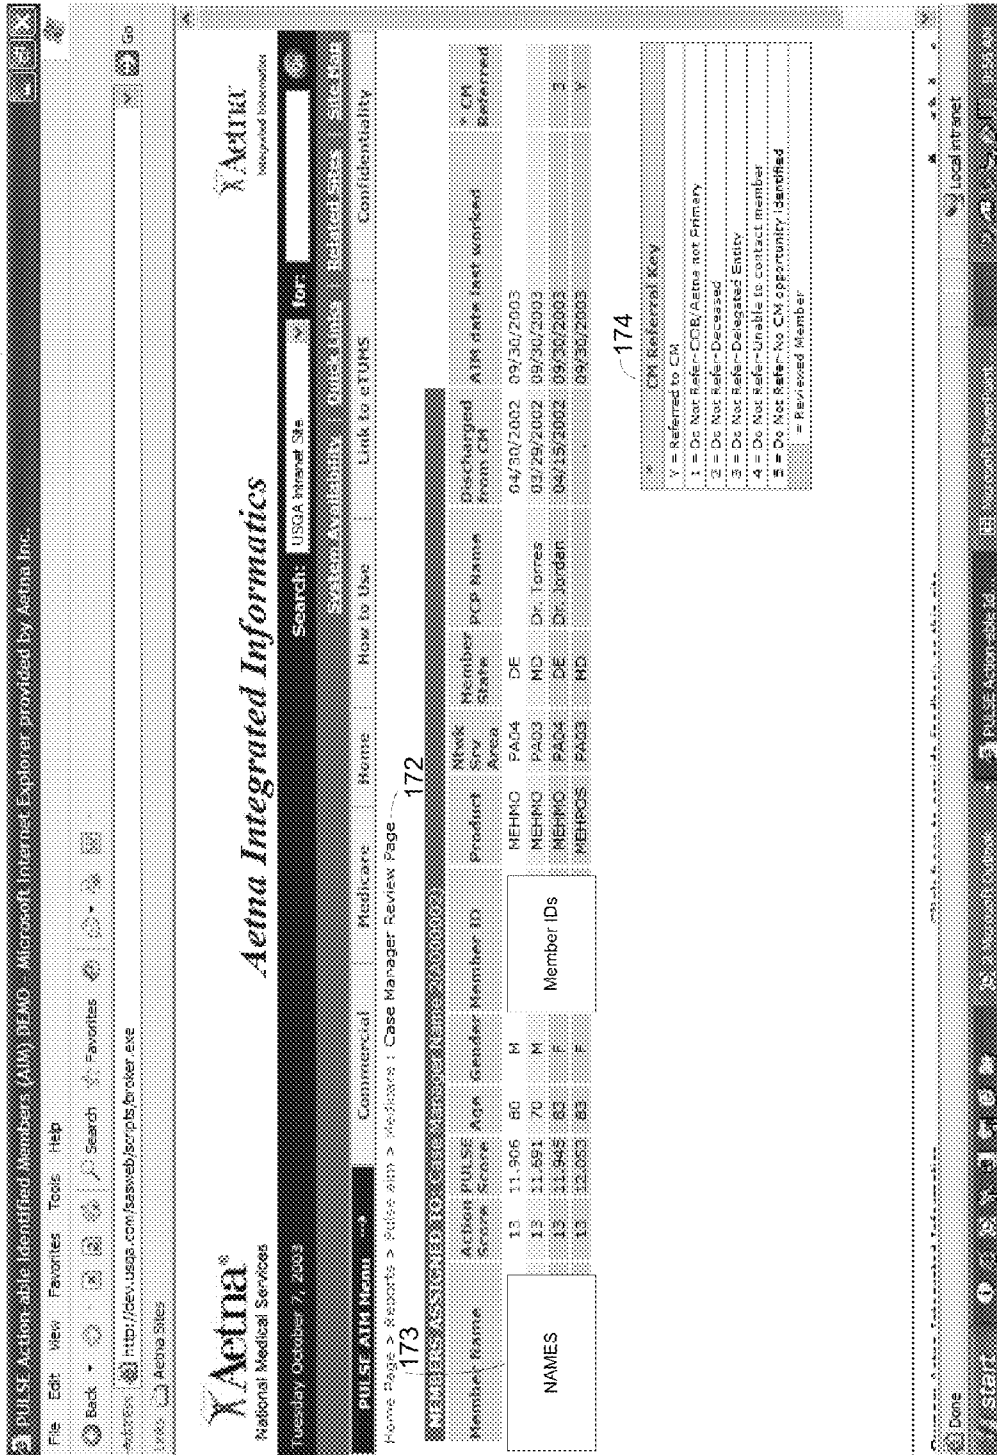 PULSE Action-able Identified Members (AIM) DEMO - Microsoft Internet Explorer provided by Aetna Inc.
File Edit View Favorites Tools Help
Back Search Favorites
Address http://dev.usqa.com/sasweb/scripts/broker.exe Go
Links Aetna Sites
Aetna®
National Medical Services
Aetna Integrated Informatics
Aetna
Integrated Informatics
Tuesday October 7, 2003 Search: USQA Intranet Site for:
System Availability Quick Links Related Sites Site Map
PULSE AIM Menu Commercial Medicare Home How to Use Link to eTUMS Confidentiality
Home Page > Reports > Pulse aim > Medicare : Case Manager Review Page
172
173
MEMBERS ASSIGNED TO: Case Manager Name
Member Name Action Score PULSE Score Age Gender Member ID Product Ntwk Srv Area Member State PCP Name Discharged from CM AIM data last worked * CM Referred
NAMES
Member IDs
13 11.906 80 M MEHMO PA04 DE 04/30/2002 09/30/2003
13 11.691 70 M MEHMO PA03 MD Dr. Torres 03/29/2002 09/30/2003
13 11.945 83 F MEHMO PA04 DE Dr. Jordan 04/15/2002 09/30/2003
13 12.053 83 F MEHPOS PA03 MD 09/30/2003 Y
174
* CM Referral Key
Y = Referred to CM
1 = Do Not Refer-COB/Aetna not Primary
2 = Do Not Refer-Deceased
3 = Do Not Refer-Delegated Entity
4 = Do Not Refer-Unable to contact member
5 = Do Not Refer-No CM opportunity identified
= Reviewed Member
Click here to provide feedback on this site
Done Local intranet
start